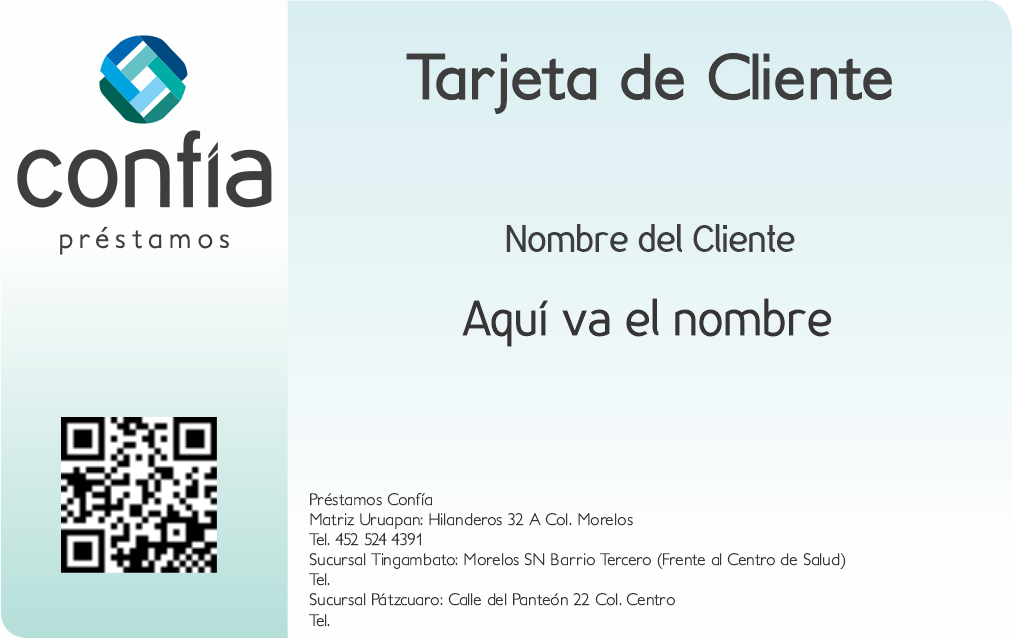 confía
préstamos
Tarjeta de Cliente
Nombre del Cliente
Aquí va el nombre
Préstamos Confía
Matriz Uruapan: Hilanderos 32 A Col. Morelos
Tel. 452 524 4391
Sucursal Tingambato: Morelos SN Barrio Tercero (Frente al Centro de Salud)
Tel.
Sucursal Pátzcuaro: Calle del Panteón 22 Col. Centro
Tel.